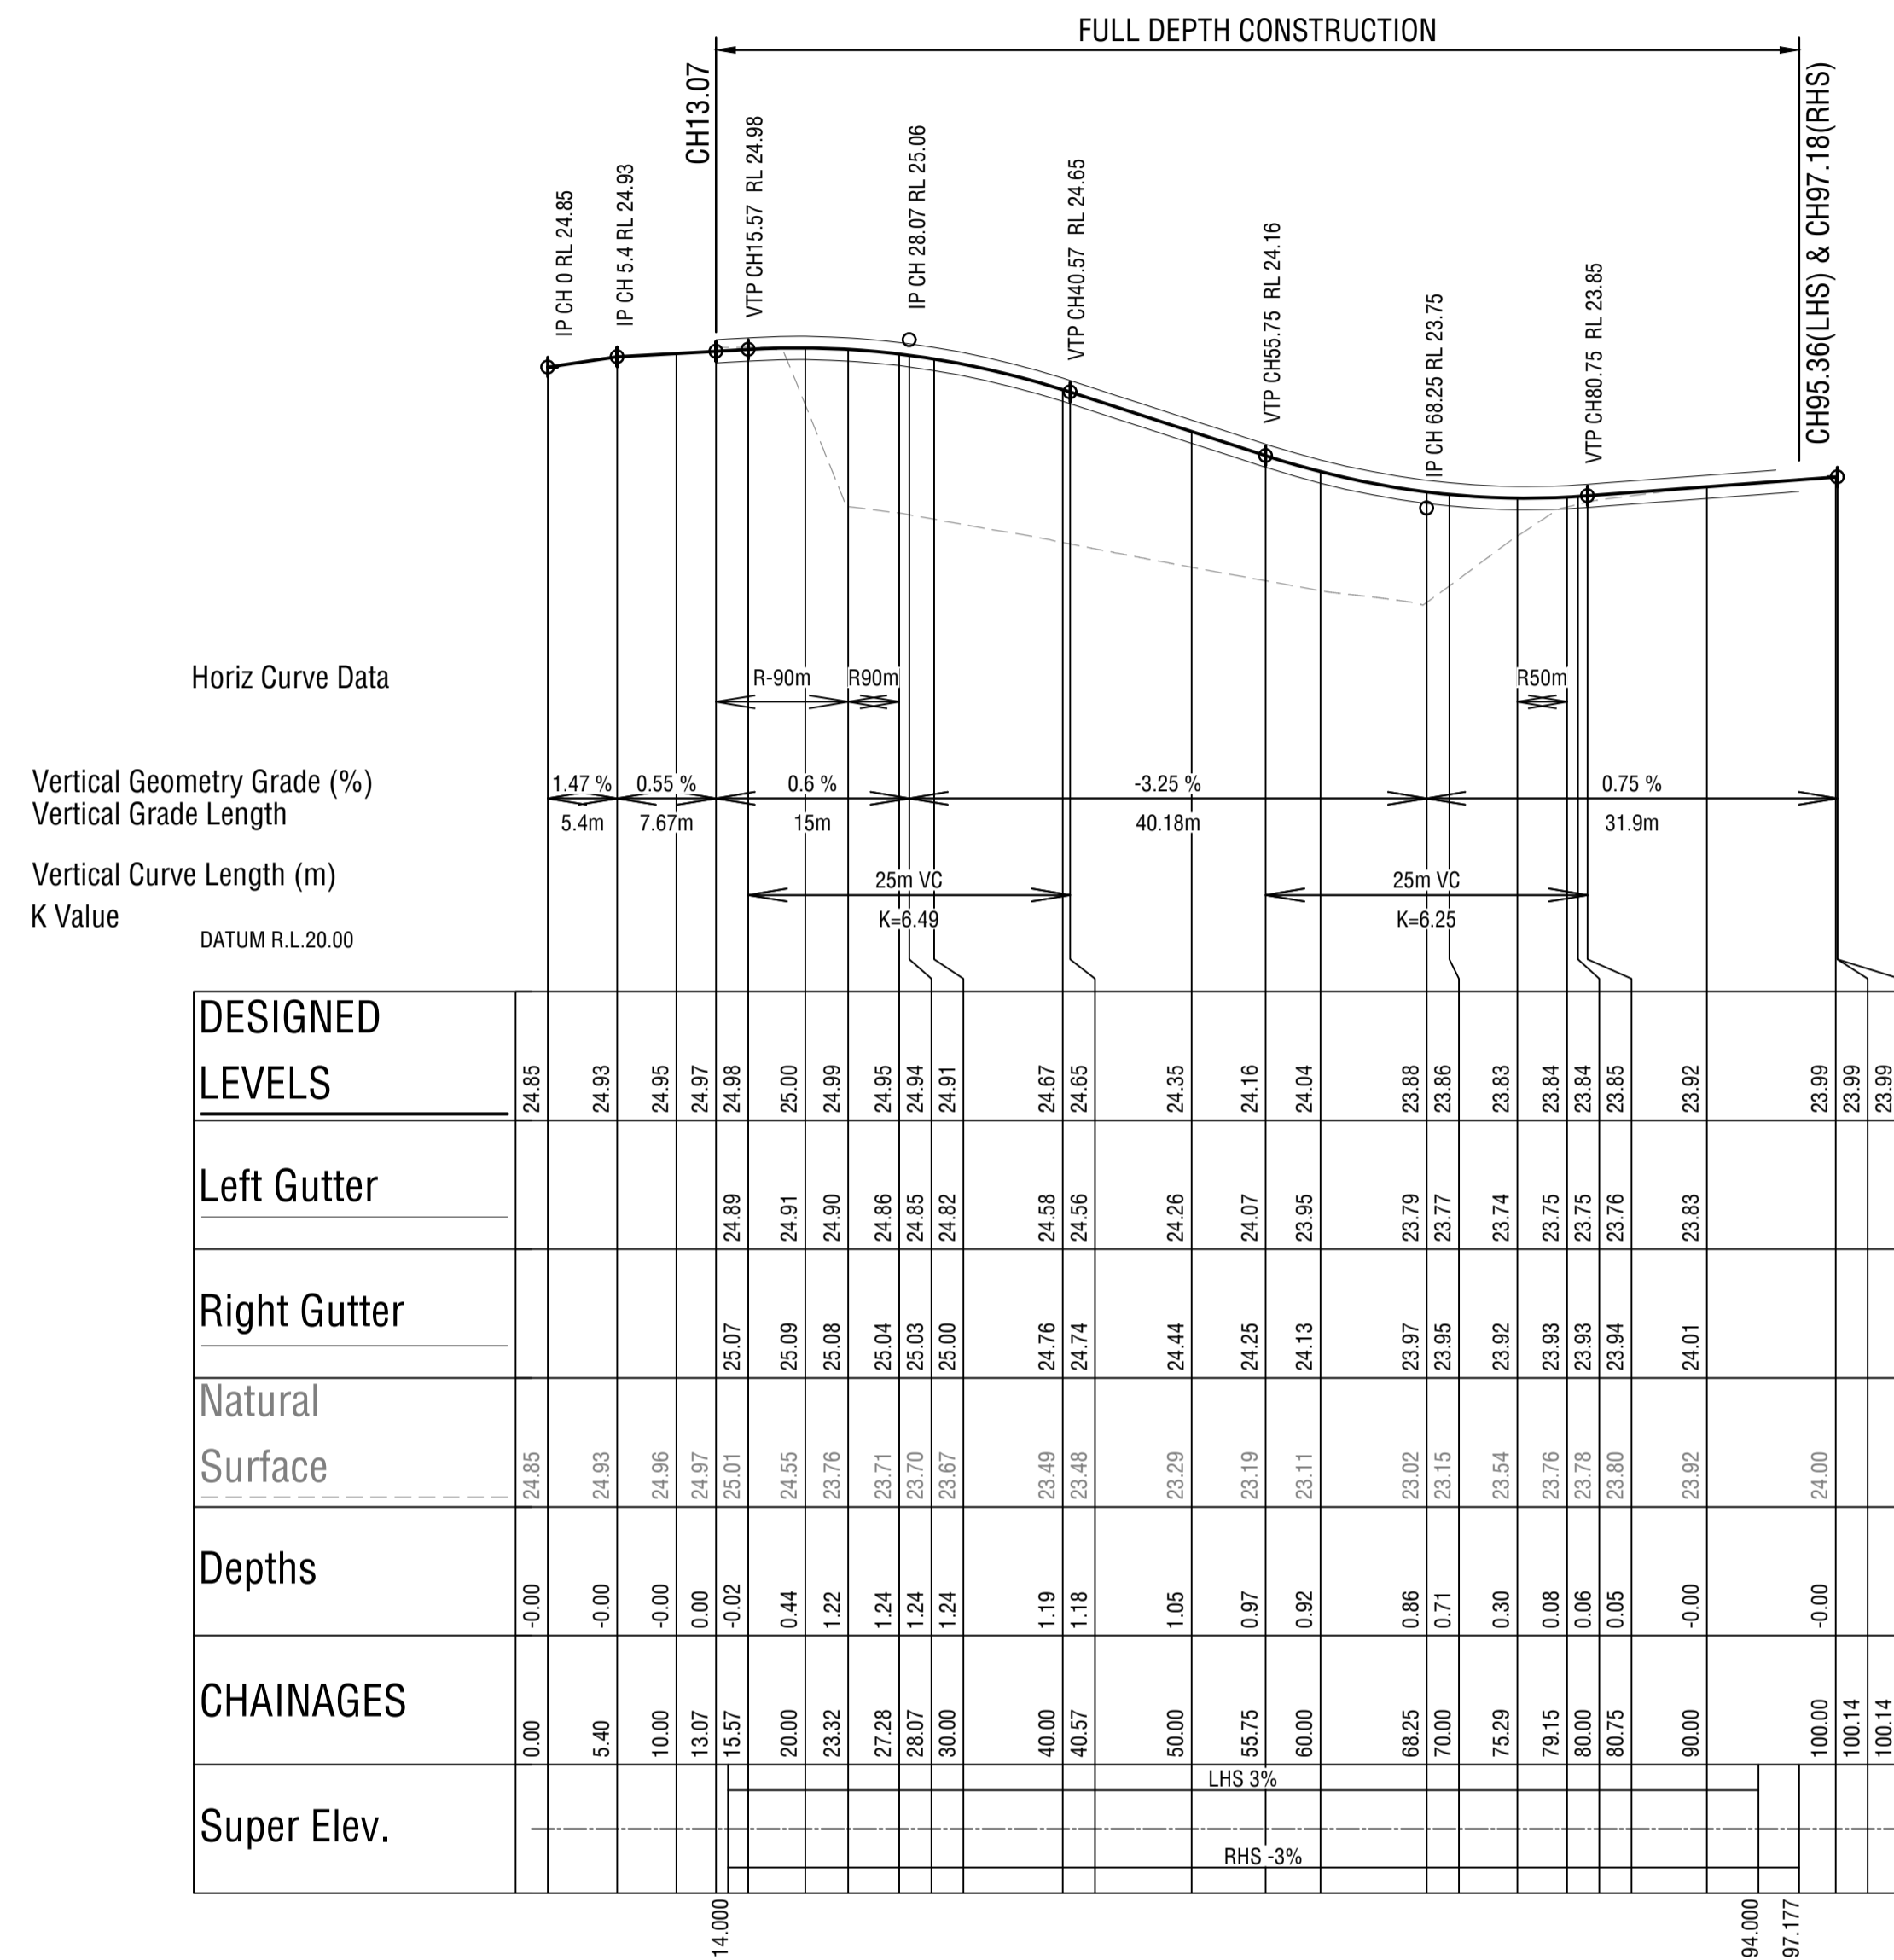 FULL DEPTH CONSTRUCTION
CH13.07
CH95.36(LHS) & CH97.18(RHS)
IP CH 0 RL 24.85
IP CH 5.4 RL 24.93
VTP CH15.57 RL 24.98
IP CH 28.07 RL 25.06
VTP CH40.57 RL 24.65
VTP CH55.75 RL 24.16
IP CH 68.25 RL 23.75
VTP CH80.75 RL 23.85
Horiz Curve Data R-90m R90m R50m
Vertical Geometry Grade (%) 1.47 % 0.55 % 0.6 % -3.25 % 0.75 %
Vertical Grade Length 5.4m 7.67m 15m 40.18m 31.9m
Vertical Curve Length (m) 25m VC 25m VC
K Value K=6.49 K=6.25
DATUM R.L.20.00
DESIGNED
LEVELS 24.85 24.93 24.95 24.97 24.98 25.00 24.99 24.95 24.94 24.91 24.67 24.65 24.35 24.16 24.04 23.88 23.86 23.83 23.84 23.84 23.85 23.92 23.99 23.99 23.99
Left Gutter 24.89 24.91 24.90 24.86 24.85 24.82 24.58 24.56 24.26 24.07 23.95 23.79 23.77 23.74 23.75 23.75 23.76 23.83
Right Gutter 25.07 25.09 25.08 25.04 25.03 25.00 24.76 24.74 24.44 24.25 24.13 23.97 23.95 23.92 23.93 23.93 23.94 24.01
Natural
Surface 24.85 24.93 24.96 24.97 25.01 24.55 23.76 23.71 23.70 23.67 23.49 23.48 23.29 23.19 23.11 23.02 23.15 23.54 23.76 23.78 23.80 23.92 24.00
Depths -0.00 -0.00 -0.00 0.00 -0.02 0.44 1.22 1.24 1.24 1.24 1.19 1.18 1.05 0.97 0.92 0.86 0.71 0.30 0.08 0.06 0.05 -0.00 -0.00
CHAINAGES 0.00 5.40 10.00 13.07 15.57 20.00 23.32 27.28 28.07 30.00 40.00 40.57 50.00 55.75 60.00 68.25 70.00 75.29 79.15 80.00 80.75 90.00 100.00 100.14 100.14
LHS 3%
Super Elev.
RHS -3%
14.000 94.000 97.177